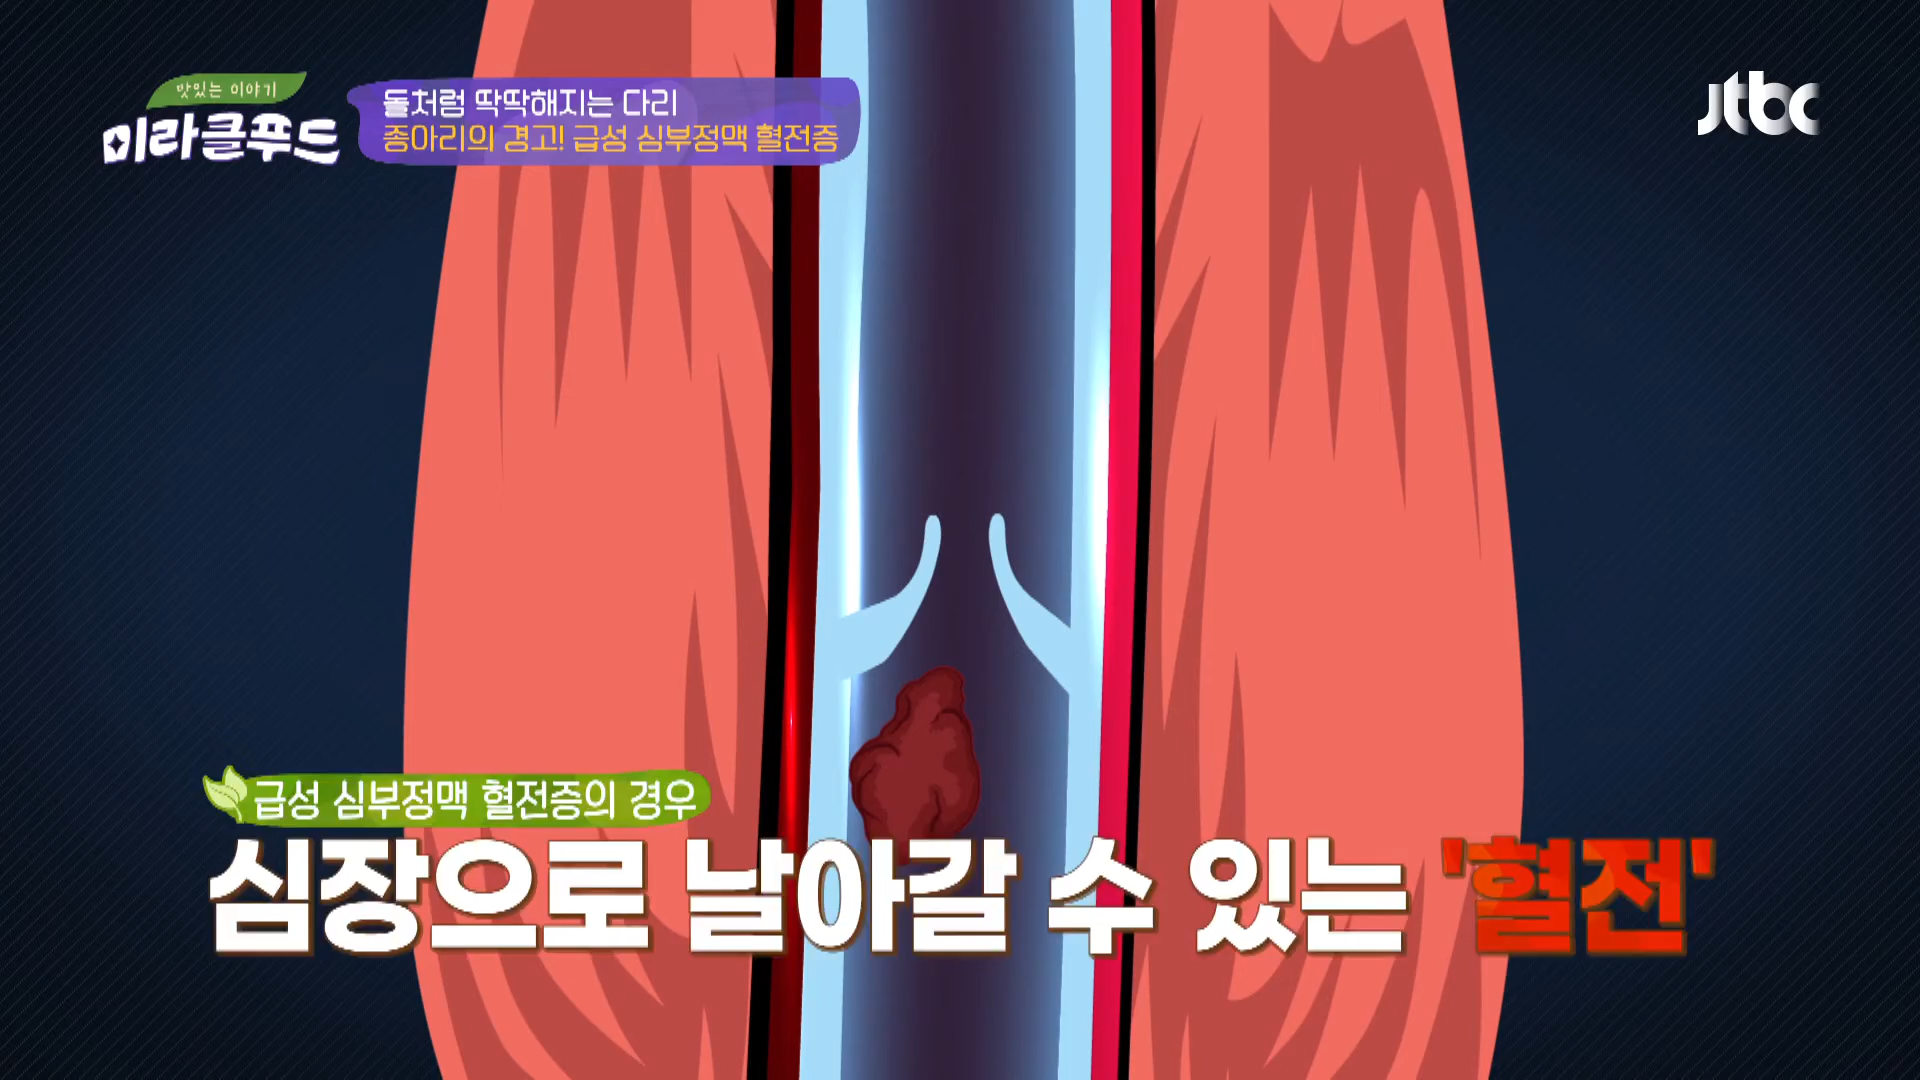 맛있는 이야기
미라클푸드
돌처럼 딱딱해지는 다리
종아리의 경고! 급성 심부정맥 혈전증
jtbc
급성 심부정맥 혈전증의 경우
심장으로 날아갈 수 있는 '혈전'